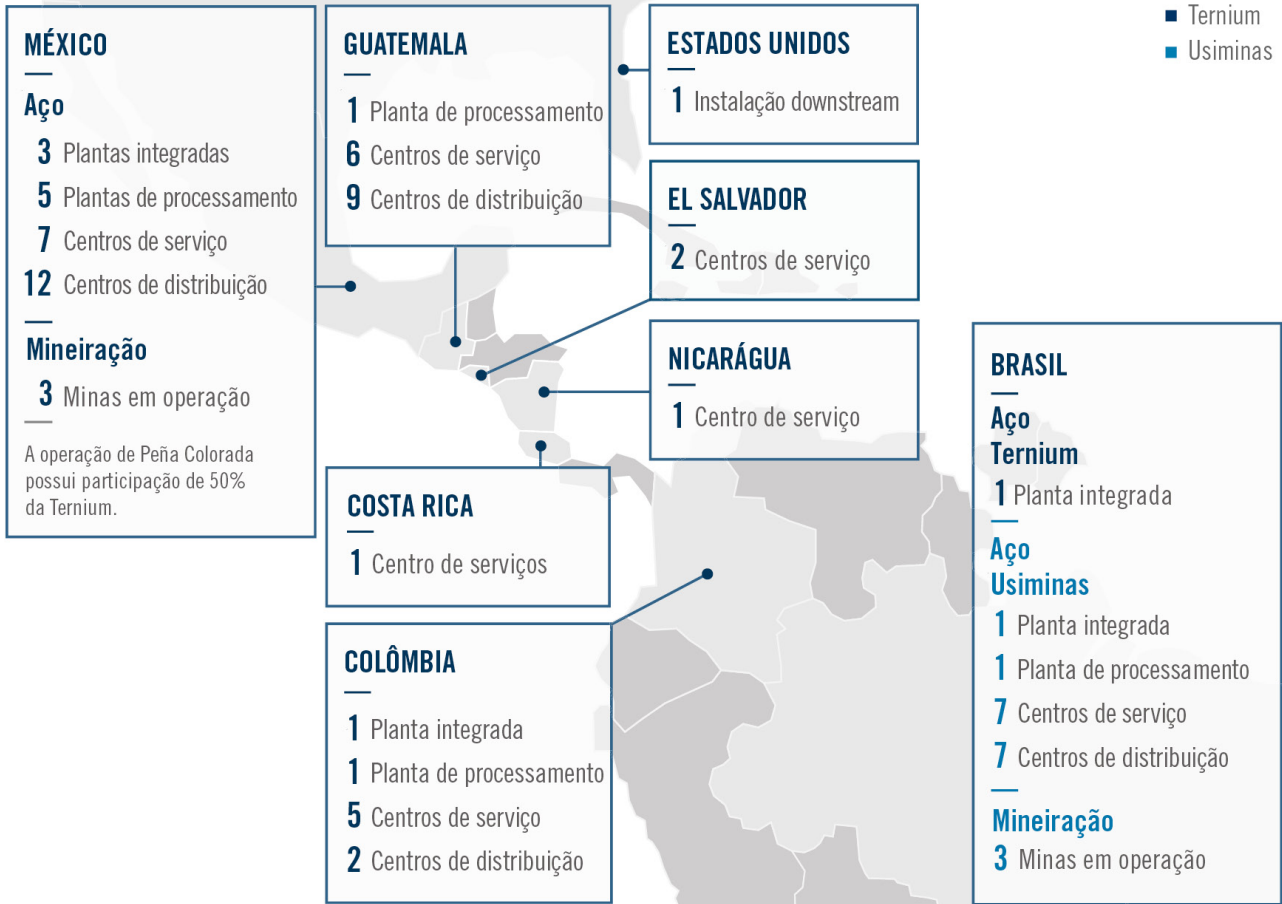 Ternium
Usiminas
MÉXICO
Aço
3 Plantas integradas
5 Plantas de processamento
7 Centros de serviço
12 Centros de distribuição
Mineiração
3 Minas em operação
A operação de Peña Colorada
possui participação de 50%
da Ternium.
GUATEMALA
1 Planta de processamento
6 Centros de serviço
9 Centros de distribuição
ESTADOS UNIDOS
1 Instalação downstream
EL SALVADOR
2 Centros de serviço
NICARÁGUA
1 Centro de serviço
COSTA RICA
1 Centro de serviços
COLÔMBIA
1 Planta integrada
1 Planta de processamento
5 Centros de serviço
2 Centros de distribuição
BRASIL
Aço
Ternium
1 Planta integrada
Aço
Usiminas
1 Planta integrada
1 Planta de processamento
7 Centros de serviço
7 Centros de distribuição
Mineiração
3 Minas em operação